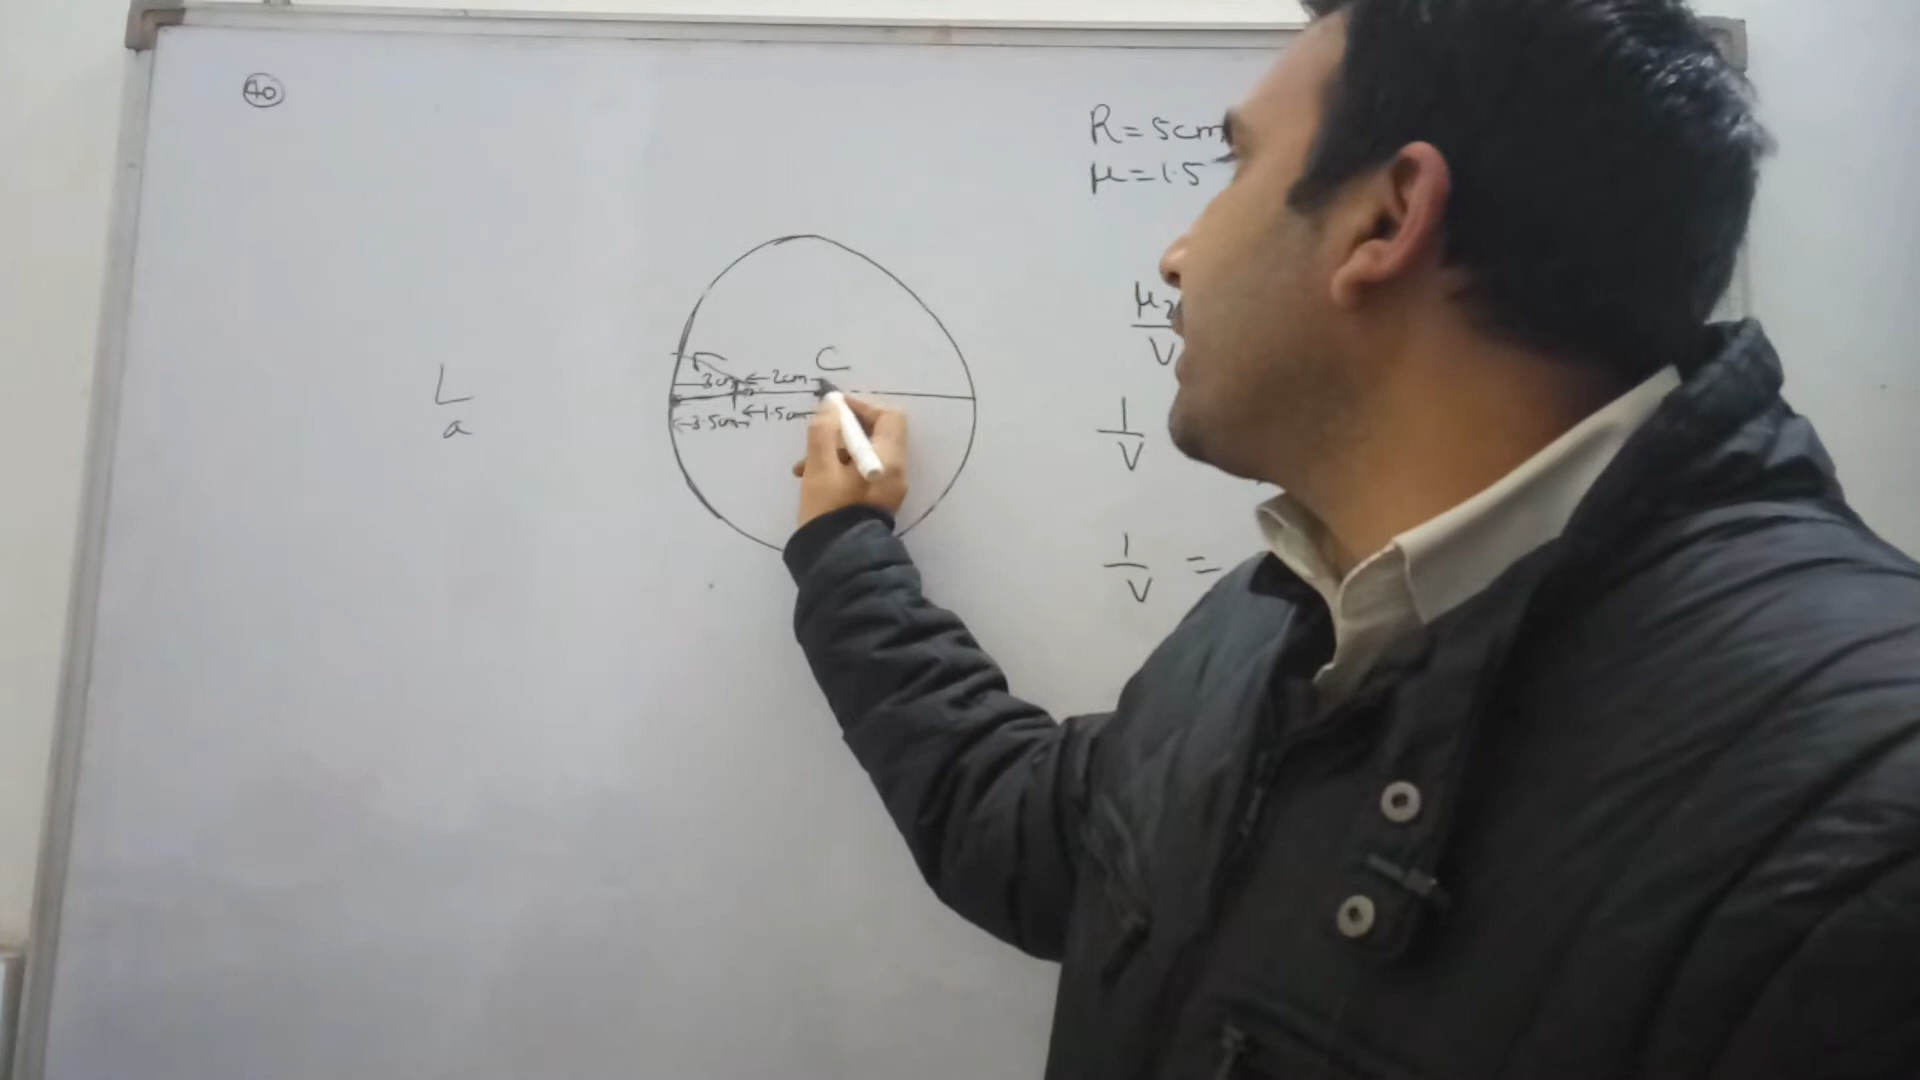 40
R = 5cm
μ = 1.5
C
3cm ← 2cm →
← 3.5cm → ← 1.5cm
L
a
μ2
V
1
V
1
V =